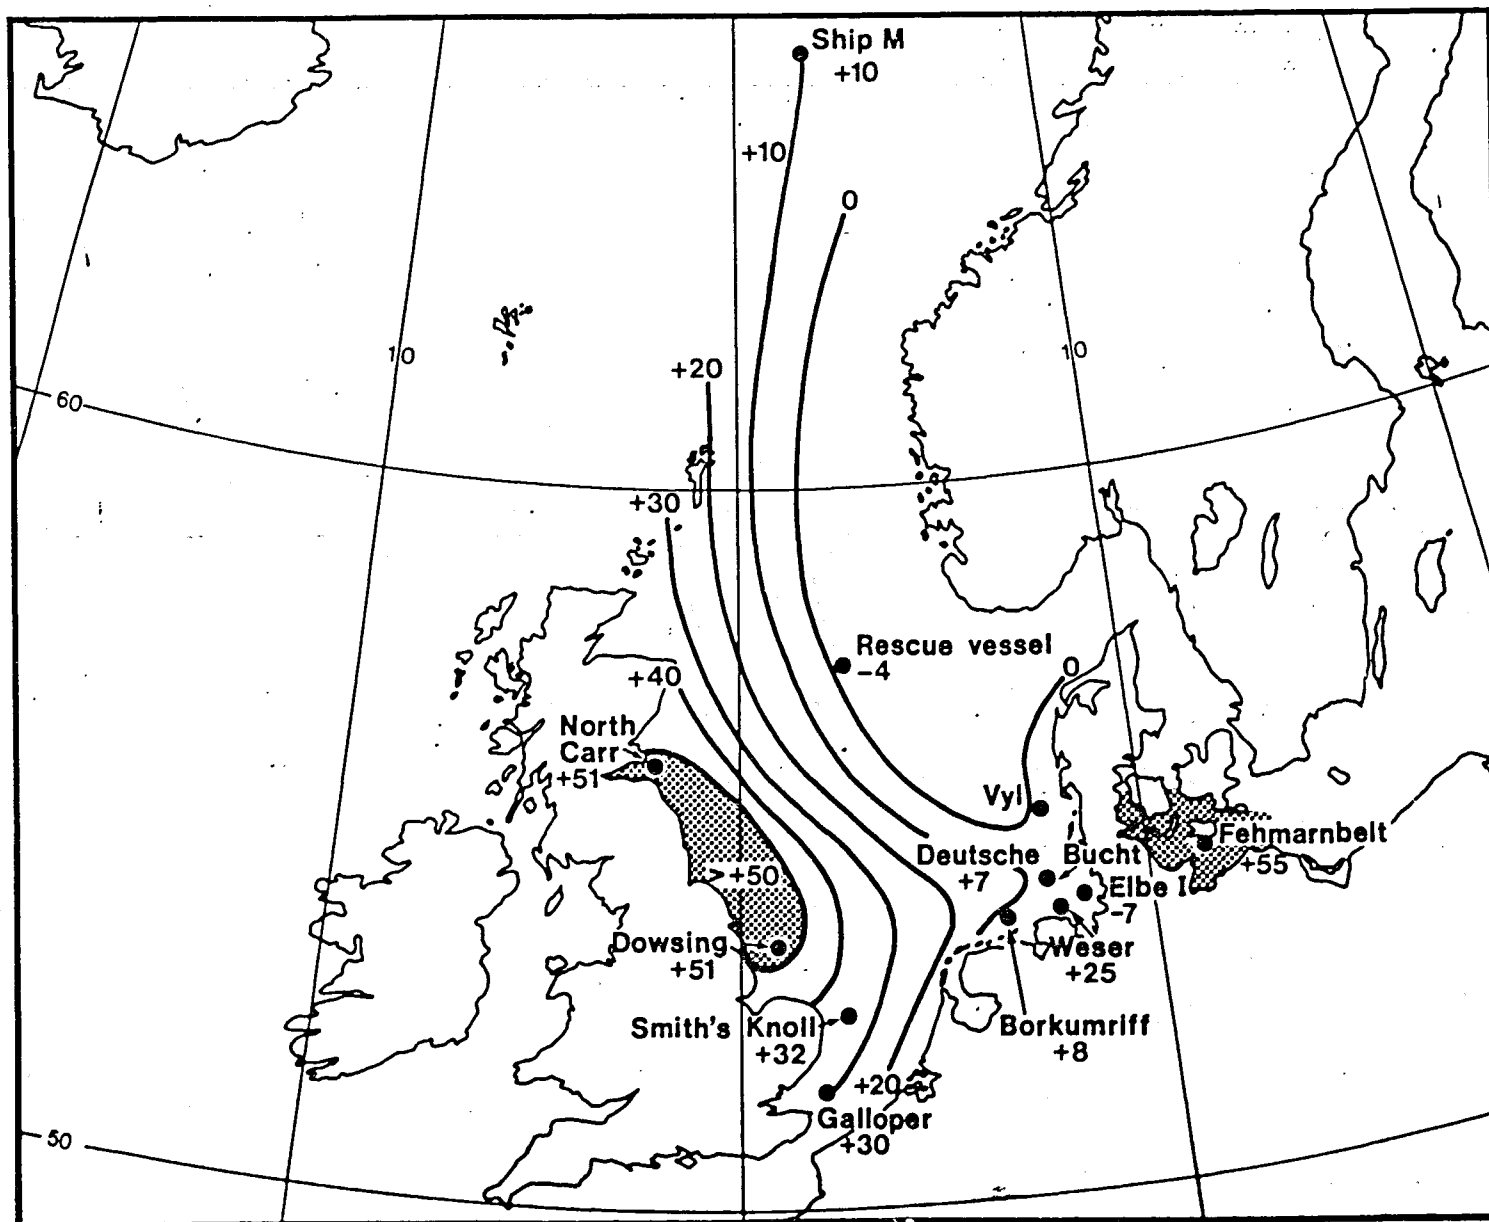 Ship M
+10
+10
0
10
10
+20
60
+30
Rescue vessel
-4
0
+40
North
Carr
+51
Vyl
Fehmarnbelt
+55
Deutsche Bucht
+7
>+50
Elbe I
-7
Dowsing
+51
Weser
+25
Smith's Knoll
+32
Borkumriff
+8
+20
Galloper
+30
50